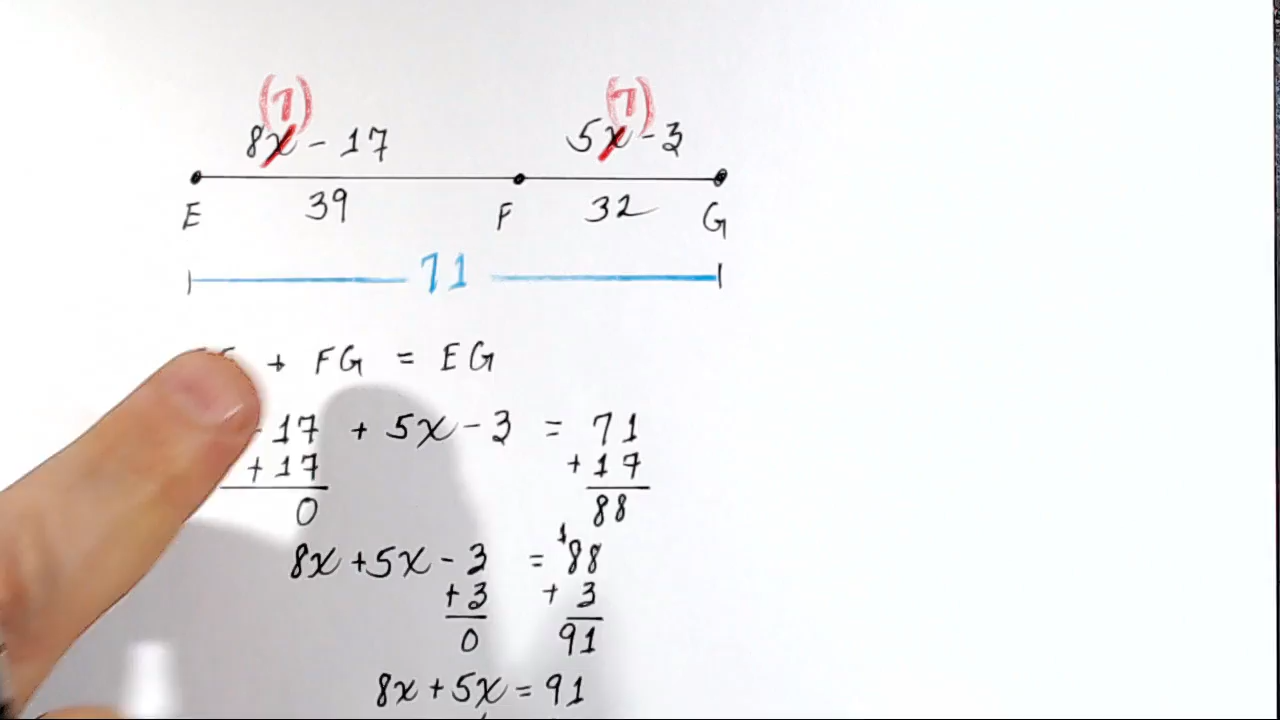 (7) (7)
8x - 17 5x - 3
E 39 F 32 G
71
+ FG = EG
- 17 + 5x - 3 = 71
+ 17 + 17
0 88
8x + 5x - 3 = ¹88
+ 3 + 3
0 91
8x + 5x = 91